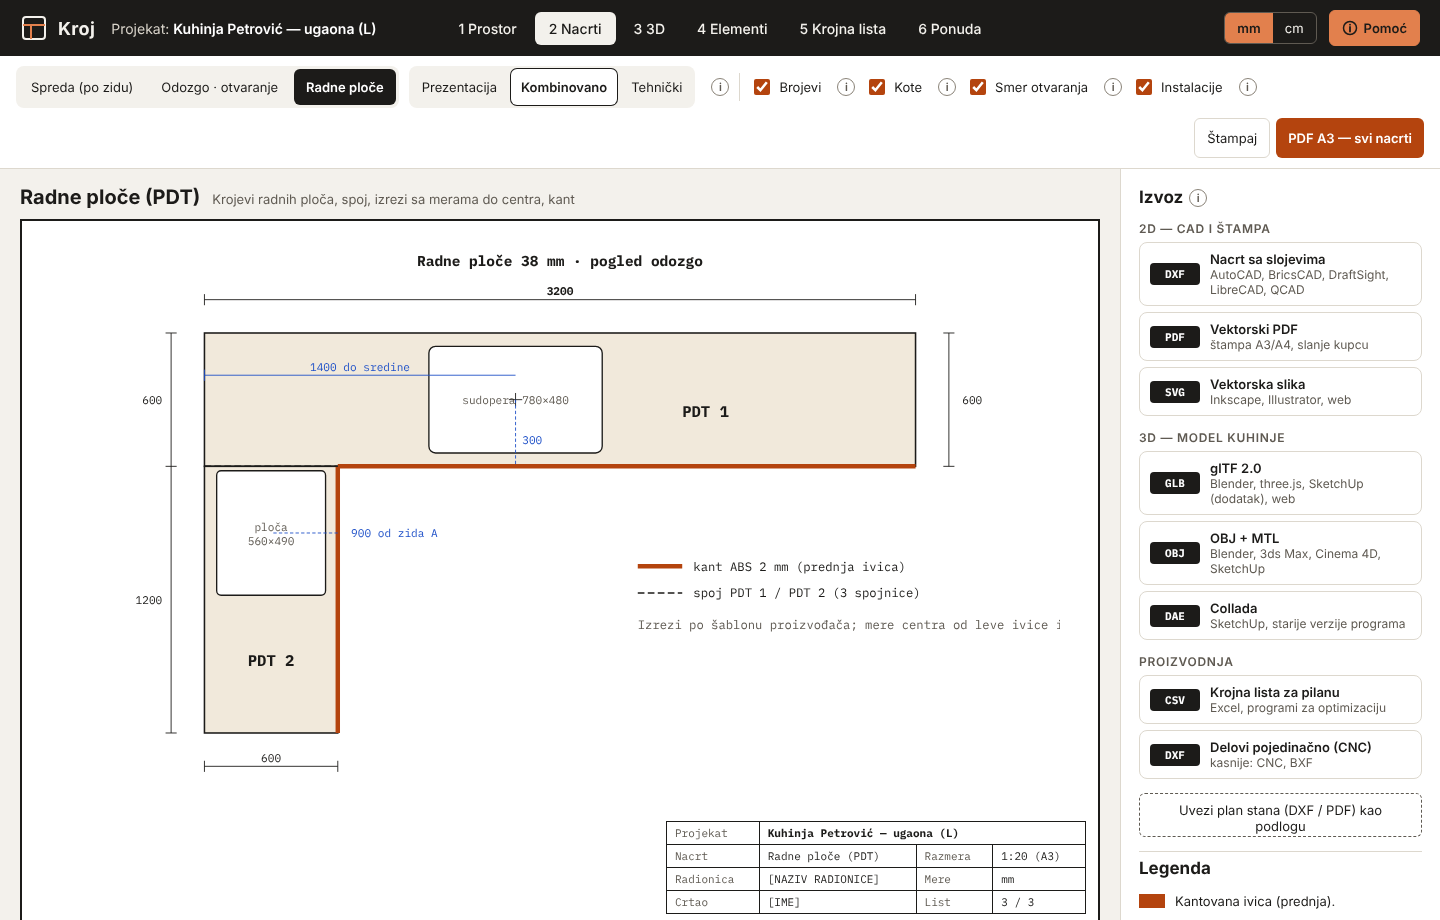 Kroj
Projekat: Kuhinja Petrović — ugaona (L)
1 Prostor
2 Nacrti
3 3D
4 Elementi
5 Krojna lista
6 Ponuda
mm
cm
Pomoć
Spreda (po zidu)
Odozgo · otvaranje
Radne ploče
Prezentacija
Kombinovano
Tehnički
Brojevi
Kote
Smer otvaranja
Instalacije
Štampaj
PDF A3 — svi nacrti
Radne ploče (PDT)
Krojevi radnih ploča, spoj, izrezi sa merama do centra, kant
Radne ploče 38 mm · pogled odozgo
3200
1400 do sredine
600
sudopera 780×480
PDT 1
600
300
ploča
560×490
900 od zida A
kant ABS 2 mm (prednja ivica)
spoj PDT 1 / PDT 2 (3 spojnice)
1200
Izrezi po šablonu proizvođača; mere centra od leve ivice i
PDT 2
600
Projekat
Kuhinja Petrović — ugaona (L)
Nacrt
Radne ploče (PDT)
Razmera
1:20 (A3)
Radionica
[NAZIV RADIONICE]
Mere
mm
Crtao
[IME]
List
3 / 3
Izvoz
2D — CAD I ŠTAMPA
DXF
Nacrt sa slojevima
AutoCAD, BricsCAD, DraftSight,
LibreCAD, QCAD
PDF
Vektorski PDF
štampa A3/A4, slanje kupcu
SVG
Vektorska slika
Inkscape, Illustrator, web
3D — MODEL KUHINJE
GLB
glTF 2.0
Blender, three.js, SketchUp
(dodatak), web
OBJ
OBJ + MTL
Blender, 3ds Max, Cinema 4D,
SketchUp
DAE
Collada
SketchUp, starije verzije programa
PROIZVODNJA
CSV
Krojna lista za pilanu
Excel, programi za optimizaciju
DXF
Delovi pojedinačno (CNC)
kasnije: CNC, BXF
Uvezi plan stana (DXF / PDF) kao
podlogu
Legenda
Kantovana ivica (prednja).